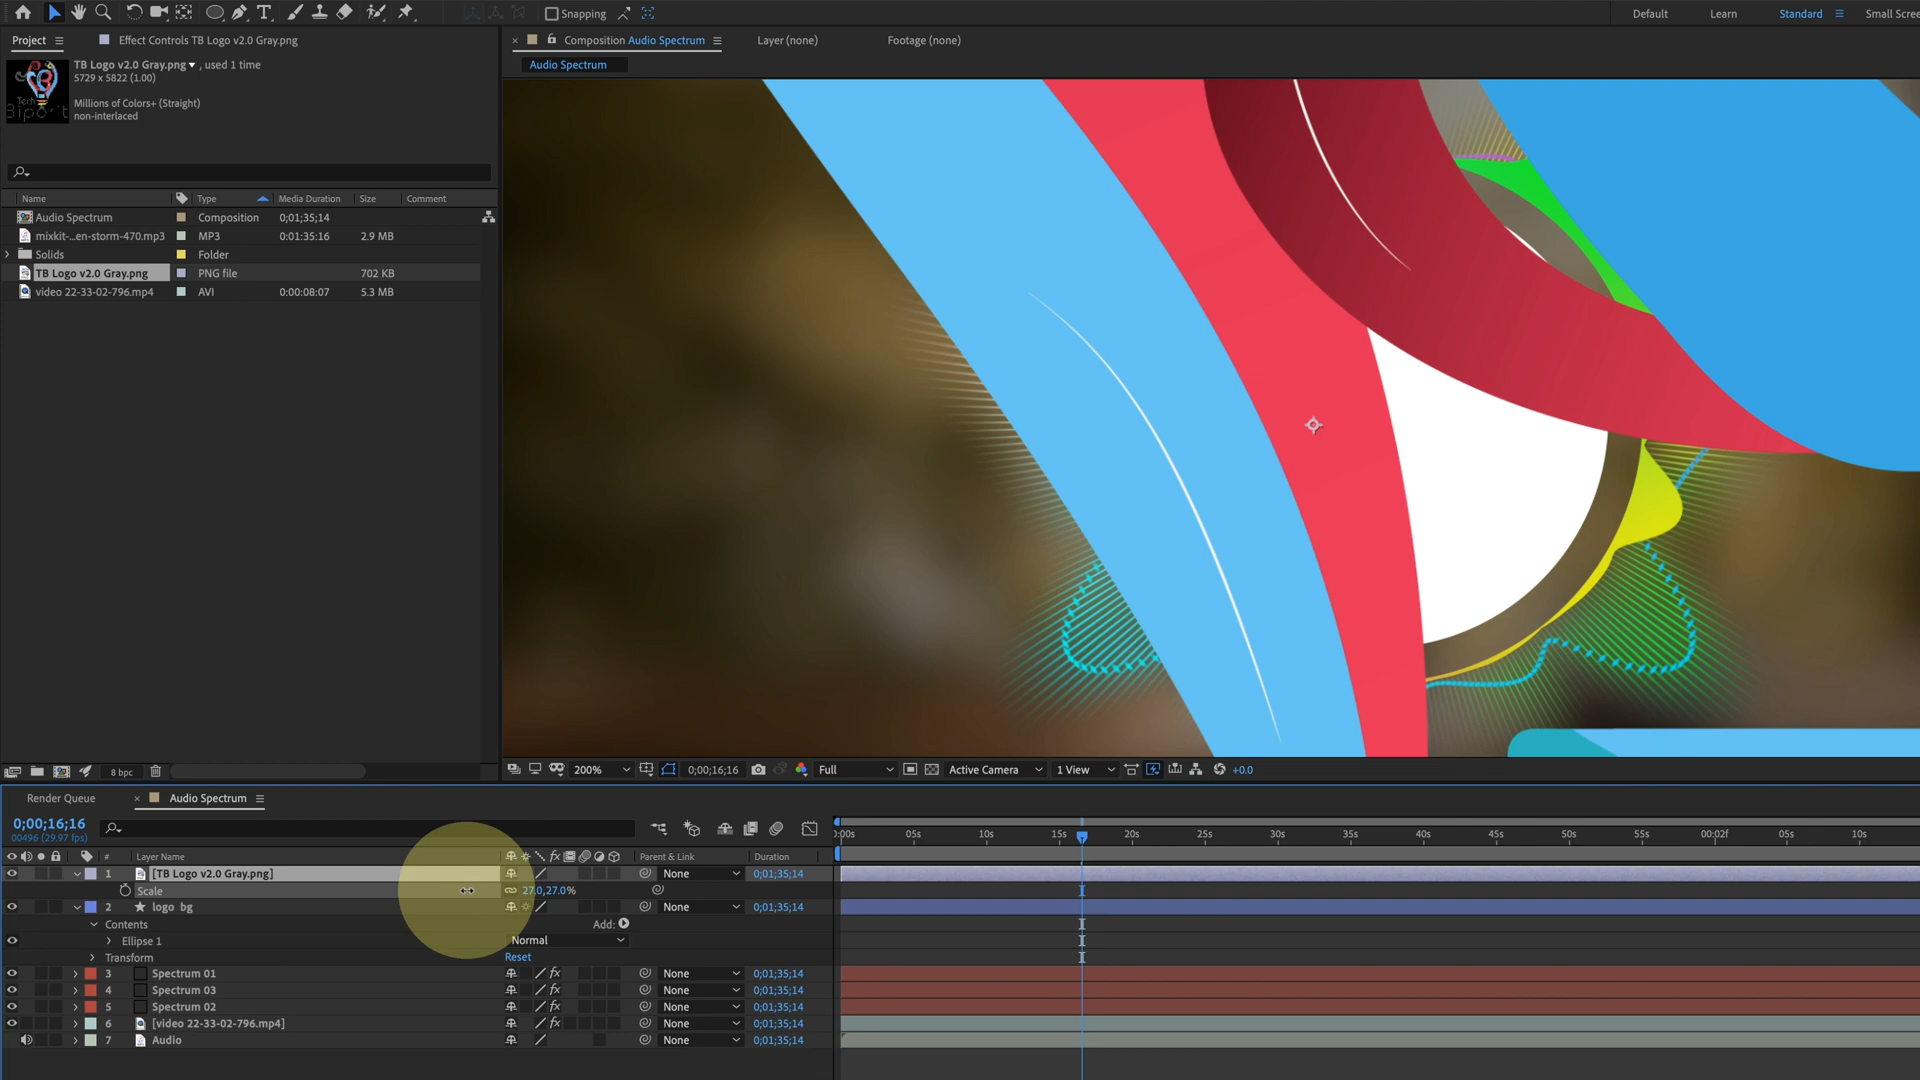 Snapping
Default
Learn
Standard
Small Scree
Project
Effect Controls TB Logo v2.0 Gray.png
Composition Audio Spectrum
Layer (none)
Footage (none)
Audio Spectrum
TB Logo v2.0 Gray.png , used 1 time
5729 x 5822 (1.00)
Millions of Colors+ (Straight)
non-interlaced
Name Type Media Duration Size Comment
Audio Spectrum Composition 0;01;35;14
mixkit-...en-storm-470.mp3 MP3 0:01:35:16 2.9 MB
Solids Folder
TB Logo v2.0 Gray.png PNG file 702 KB
video 22-33-02-796.mp4 AVI 0:00:08:07 5.3 MB
8 bpc
200%
0;00;16;16
Full
Active Camera
1 View
+0.0
Render Queue
Audio Spectrum
0;00;16;16
00496 (29.97 fps)
0:00s 05s 10s 15s 20s 25s 30s 35s 40s 45s 50s 55s 00:02f 05s 10s
# Layer Name Parent & Link Duration
1 [TB Logo v2.0 Gray.png] None 0;01;35;14
Scale 27.0,27.0%
2 logo bg None 0;01;35;14
Contents Add:
Ellipse 1 Normal
Transform Reset
3 Spectrum 01 fx None 0;01;35;14
4 Spectrum 03 fx None 0;01;35;14
5 Spectrum 02 fx None 0;01;35;14
6 [video 22-33-02-796.mp4] fx None 0;01;35;14
7 Audio None 0;01;35;14